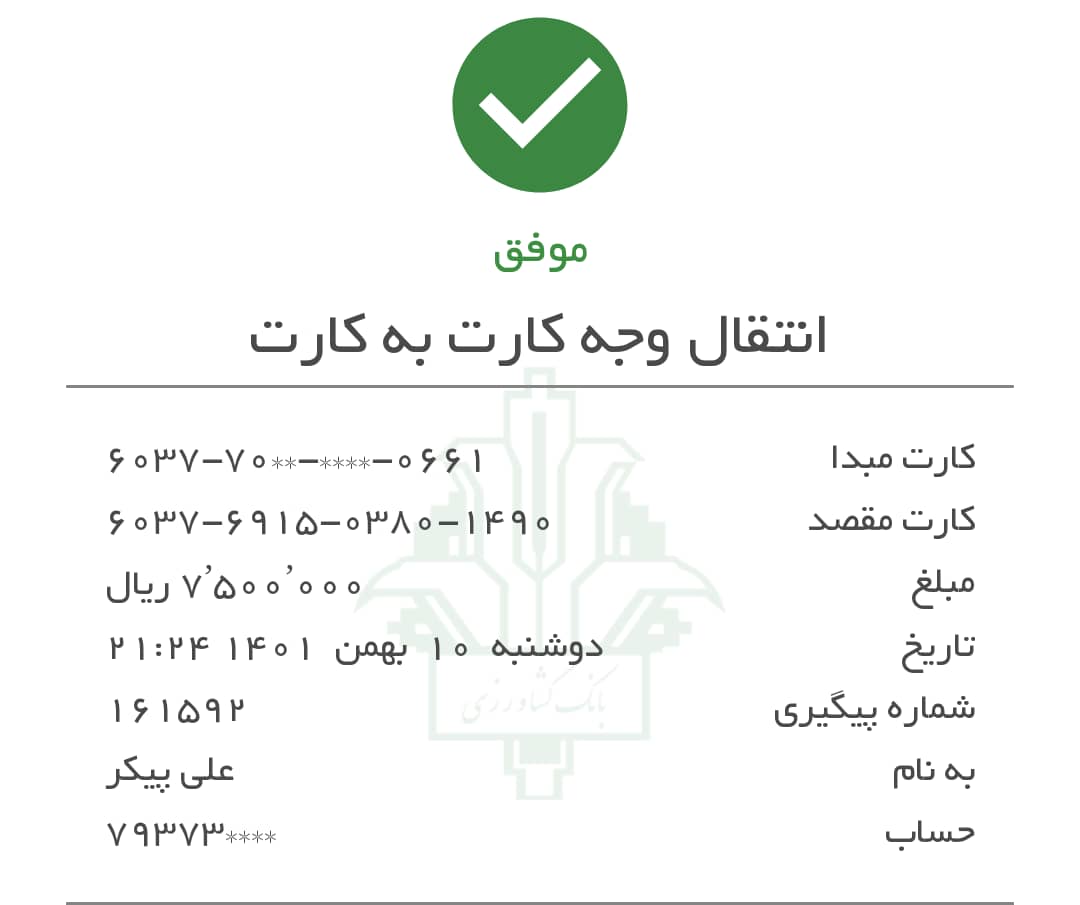 موفق
انتقال وجه کارت به کارت
کارت مبدا ۶۰۳۷-۷۰**-****-۰۶۶۱
کارت مقصد ۶۰۳۷-۶۹۱۵-۰۳۸۰-۱۴۹۰
مبلغ ۷٬۵۰۰٬۰۰۰ ریال
تاریخ دوشنبه ۱۰ بهمن ۱۴۰۱ ۲۱:۲۴
شماره پیگیری ۱۶۱۵۹۲
به نام علی پیکر
حساب ۷۹۳۷۳****
بانک کشاورزی